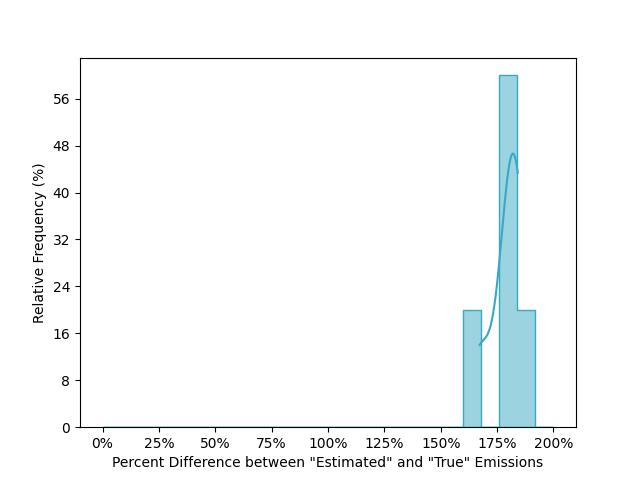 56
48
40
32
24
16
8
0
Relative Frequency (%)
0% 25% 50% 75% 100% 125% 150% 175% 200%
Percent Difference between "Estimated" and "True" Emissions